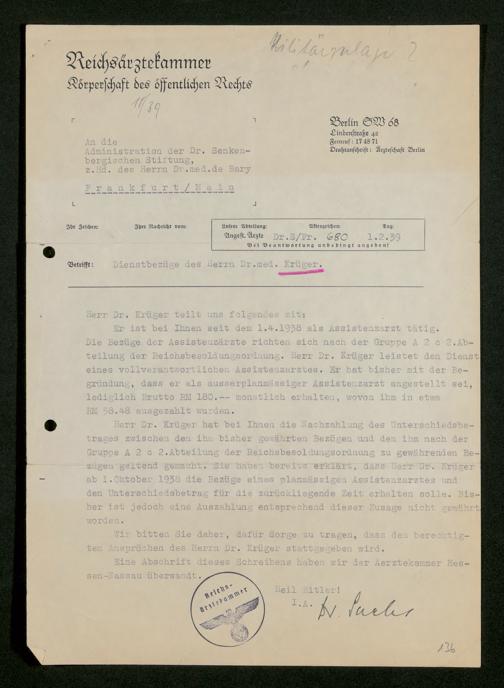 Militärzulage?
Reichsärztekammer
Körperschaft des öffentlichen Rechts
An die
Administration der Dr. Senken-
bergischen Stiftung,
z.Hd. des Herrn Dr.med.de Bary
Frankfurt/Main
Berlin SW 68
Lindenstraße 42
Fernruf: 17 48 71
Drahtanschrift: Ärzteschaft Berlin
Ihr Zeichen: Ihre Nachricht vom: Unsere Abteilung: Aktenzeichen: Tag:
Angest. Ärzte Dr.S/Fr. 680 1.2.39
Bei Beantwortung unbedingt angeben!
Betrifft: Dienstbezüge des Herrn Dr.med. Krüger.
Herr Dr. Krüger teilt uns folgendes mit:
Er ist bei Ihnen seit dem 1.4.1938 als Assistenzarzt tätig.
Die Bezüge der Assistenzärzte richten sich nach der Gruppe A 2 c 2.Ab-
teilung der Reichsbesoldungsordnung. Herr Dr. Krüger leistet den Dienst
eines vollverantwortlichen Assistenzarztes. Er hat bisher mit der Be-
gründung, dass er als ausserplanmässiger Assistenzarzt angestellt sei,
lediglich Brutto RM 180.-- monatlich erhalten, wovon ihm in etwa
RM 58.48 ausgezahlt wurden.
Herr Dr. Krüger hat bei Ihnen die Nachzahlung des Unterschiedsbe-
trages zwischen den ihm bisher gewährten Bezügen und den ihm nach der
Gruppe A 2 c 2.Abteilung der Reichsbesoldungsordnung zu gewährenden Be-
zügen geltend gemacht. Sie haben bereits erklärt, dass Herr Dr. Krüger
ab 1.Oktober 1938 die Bezüge eines planmässigen Assistenzarztes und
den Unterschiedsbetrag für die zurückliegende Zeit erhalten solle. Bis-
her ist jedoch eine Auszahlung entsprechend dieser Zusage nicht gewährt
worden.
Wir bitten Sie daher, dafür Sorge zu tragen, dass den berechtig-
ten Ansprüchen des Herrn Dr. Krüger stattgegeben wird.
Eine Abschrift dieses Schreibens haben wir der Aerztekammer Hes-
sen-Nassau übersandt.
Reichs-
Ärztekammer
Heil Hitler!
I.A. Dr. Sachs
136